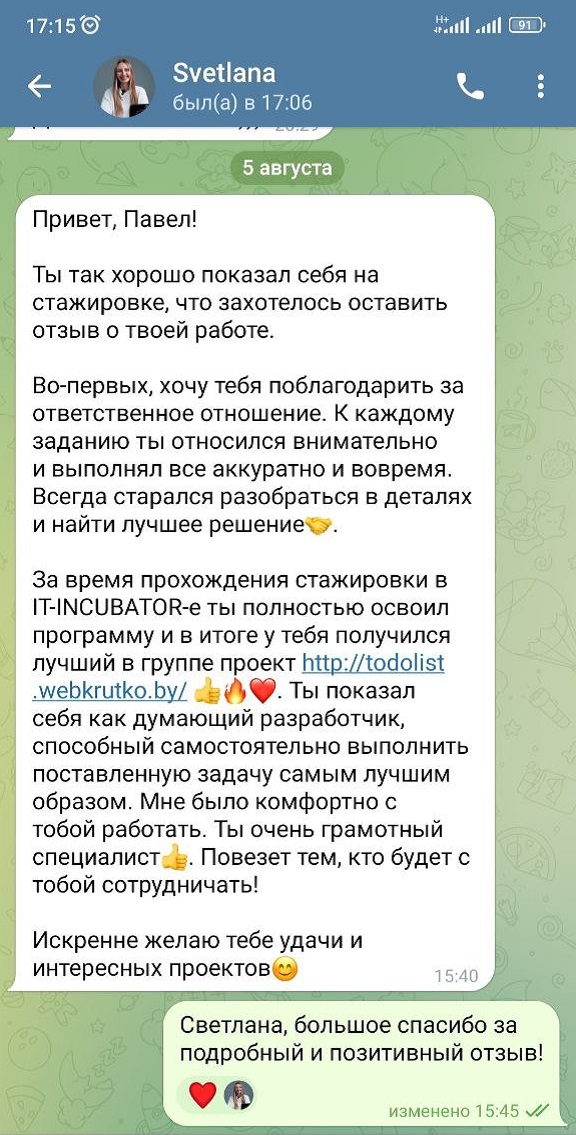 17:15
H+
91
Svetlana
был(а) в 17:06
5 августа
Привет, Павел!
Ты так хорошо показал себя на
стажировке, что захотелось оставить
отзыв о твоей работе.
Во-первых, хочу тебя поблагодарить за
ответственное отношение. К каждому
заданию ты относился внимательно
и выполнял все аккуратно и вовремя.
Всегда старался разобраться в деталях
и найти лучшее решение🤝.
За время прохождения стажировки в
IT-INCUBATOR-е ты полностью освоил
программу и в итоге у тебя получился
лучший в группе проект http://todolist
.webkrutko.by/ 👍🔥❤️. Ты показал
себя как думающий разработчик,
способный самостоятельно выполнить
поставленную задачу самым лучшим
образом. Мне было комфортно с
тобой работать. Ты очень грамотный
специалист👍. Повезет тем, кто будет с
тобой сотрудничать!
Искренне желаю тебе удачи и
интересных проектов😊
15:40
Светлана, большое спасибо за
подробный и позитивный отзыв!
изменено 15:45